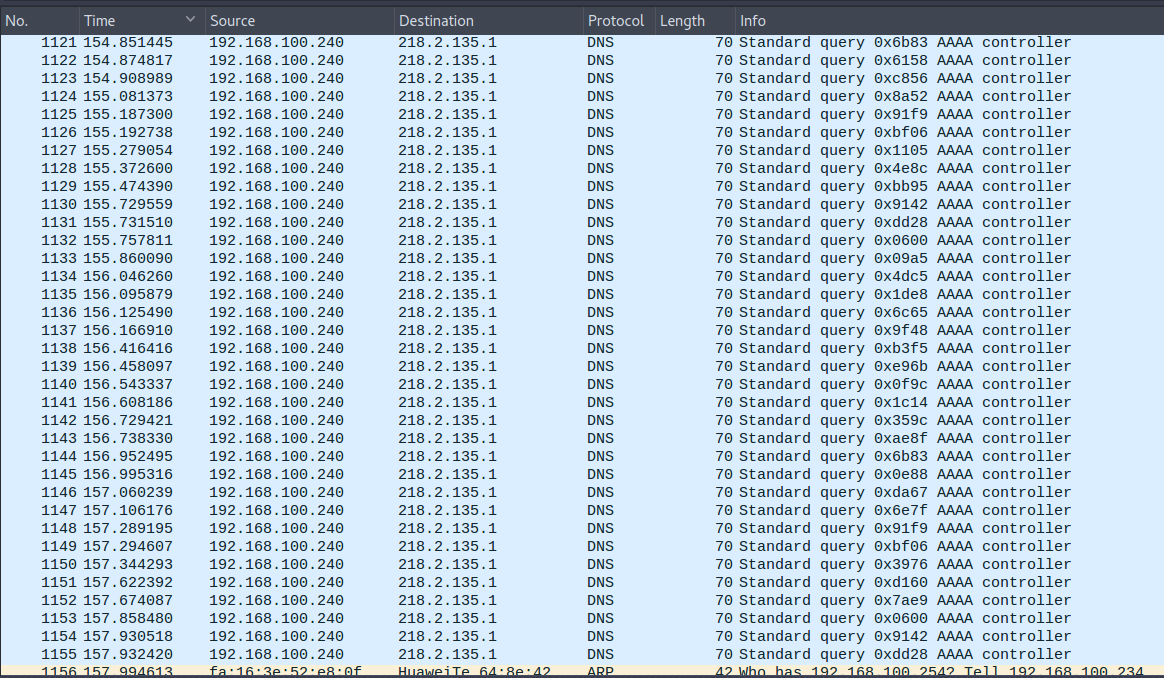 No. Time Source Destination Protocol Length Info
1121 154.851445 192.168.100.240 218.2.135.1 DNS 70 Standard query 0x6b83 AAAA controller
1122 154.874817 192.168.100.240 218.2.135.1 DNS 70 Standard query 0x6158 AAAA controller
1123 154.908989 192.168.100.240 218.2.135.1 DNS 70 Standard query 0xc856 AAAA controller
1124 155.081373 192.168.100.240 218.2.135.1 DNS 70 Standard query 0x8a52 AAAA controller
1125 155.187300 192.168.100.240 218.2.135.1 DNS 70 Standard query 0x91f9 AAAA controller
1126 155.192738 192.168.100.240 218.2.135.1 DNS 70 Standard query 0xbf06 AAAA controller
1127 155.279054 192.168.100.240 218.2.135.1 DNS 70 Standard query 0x1105 AAAA controller
1128 155.372600 192.168.100.240 218.2.135.1 DNS 70 Standard query 0x4e8c AAAA controller
1129 155.474390 192.168.100.240 218.2.135.1 DNS 70 Standard query 0xbb95 AAAA controller
1130 155.729559 192.168.100.240 218.2.135.1 DNS 70 Standard query 0x9142 AAAA controller
1131 155.731510 192.168.100.240 218.2.135.1 DNS 70 Standard query 0xdd28 AAAA controller
1132 155.757811 192.168.100.240 218.2.135.1 DNS 70 Standard query 0x0600 AAAA controller
1133 155.860090 192.168.100.240 218.2.135.1 DNS 70 Standard query 0x09a5 AAAA controller
1134 156.046260 192.168.100.240 218.2.135.1 DNS 70 Standard query 0x4dc5 AAAA controller
1135 156.095879 192.168.100.240 218.2.135.1 DNS 70 Standard query 0x1de8 AAAA controller
1136 156.125490 192.168.100.240 218.2.135.1 DNS 70 Standard query 0x6c65 AAAA controller
1137 156.166910 192.168.100.240 218.2.135.1 DNS 70 Standard query 0x9f48 AAAA controller
1138 156.416416 192.168.100.240 218.2.135.1 DNS 70 Standard query 0xb3f5 AAAA controller
1139 156.458097 192.168.100.240 218.2.135.1 DNS 70 Standard query 0xe96b AAAA controller
1140 156.543337 192.168.100.240 218.2.135.1 DNS 70 Standard query 0x0f9c AAAA controller
1141 156.608186 192.168.100.240 218.2.135.1 DNS 70 Standard query 0x1c14 AAAA controller
1142 156.729421 192.168.100.240 218.2.135.1 DNS 70 Standard query 0x359c AAAA controller
1143 156.738330 192.168.100.240 218.2.135.1 DNS 70 Standard query 0xae8f AAAA controller
1144 156.952495 192.168.100.240 218.2.135.1 DNS 70 Standard query 0x6b83 AAAA controller
1145 156.995316 192.168.100.240 218.2.135.1 DNS 70 Standard query 0x0e88 AAAA controller
1146 157.060239 192.168.100.240 218.2.135.1 DNS 70 Standard query 0xda67 AAAA controller
1147 157.106176 192.168.100.240 218.2.135.1 DNS 70 Standard query 0x6e7f AAAA controller
1148 157.289195 192.168.100.240 218.2.135.1 DNS 70 Standard query 0x91f9 AAAA controller
1149 157.294607 192.168.100.240 218.2.135.1 DNS 70 Standard query 0xbf06 AAAA controller
1150 157.344293 192.168.100.240 218.2.135.1 DNS 70 Standard query 0x3976 AAAA controller
1151 157.622392 192.168.100.240 218.2.135.1 DNS 70 Standard query 0xd160 AAAA controller
1152 157.674087 192.168.100.240 218.2.135.1 DNS 70 Standard query 0x7ae9 AAAA controller
1153 157.858480 192.168.100.240 218.2.135.1 DNS 70 Standard query 0x0600 AAAA controller
1154 157.930518 192.168.100.240 218.2.135.1 DNS 70 Standard query 0x9142 AAAA controller
1155 157.932420 192.168.100.240 218.2.135.1 DNS 70 Standard query 0xdd28 AAAA controller
1156 157.994613 fa:16:3e:52:e8:0f HuaweiTe_64:8e:42 ARP 42 Who has 192.168.100.254? Tell 192.168.100.234